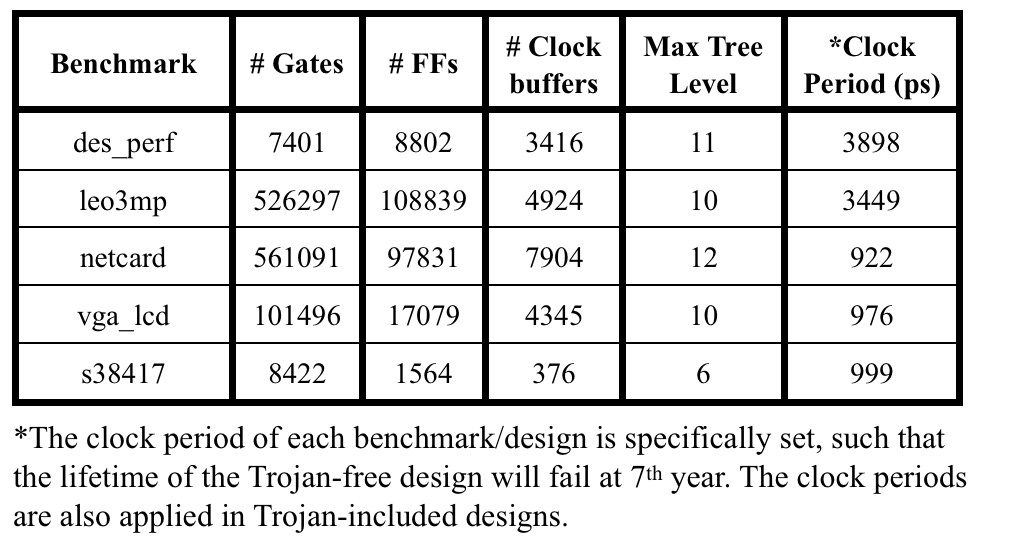 Benchmark # Gates # FFs # Clock buffers Max Tree Level *Clock Period (ps)
des_perf 7401 8802 3416 11 3898
leo3mp 526297 108839 4924 10 3449
netcard 561091 97831 7904 12 922
vga_lcd 101496 17079 4345 10 976
s38417 8422 1564 376 6 999
*The clock period of each benchmark/design is specifically set, such that
the lifetime of the Trojan-free design will fail at 7th year. The clock periods
are also applied in Trojan-included designs.